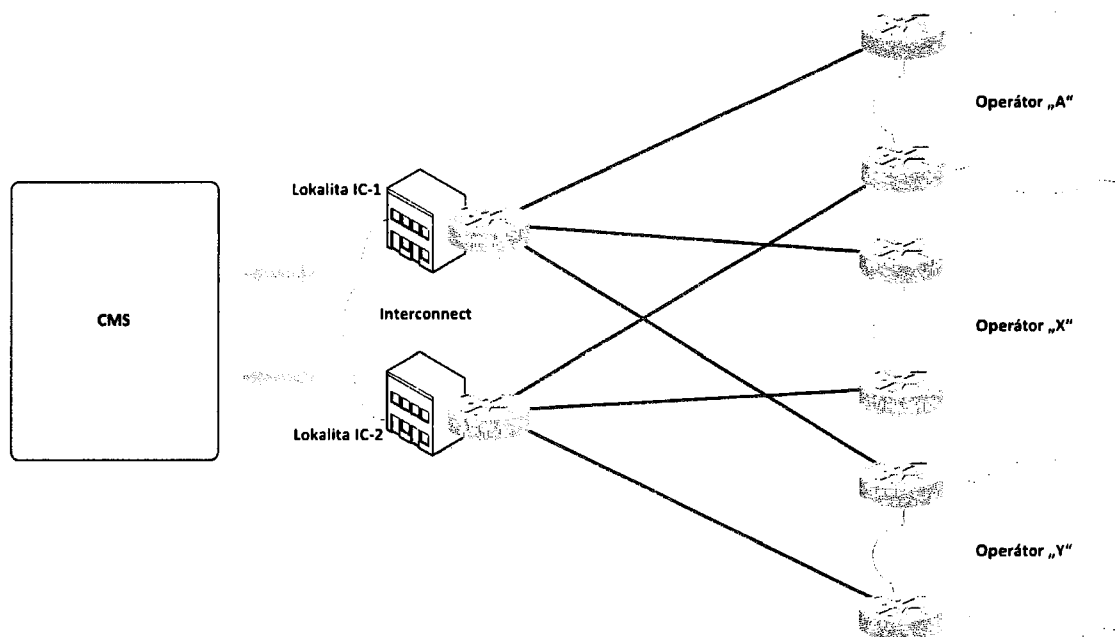 Operátor „A“
Lokalita IC-1
CMS
Interconnect
Operátor „X“
Lokalita IC-2
Operátor „Y“